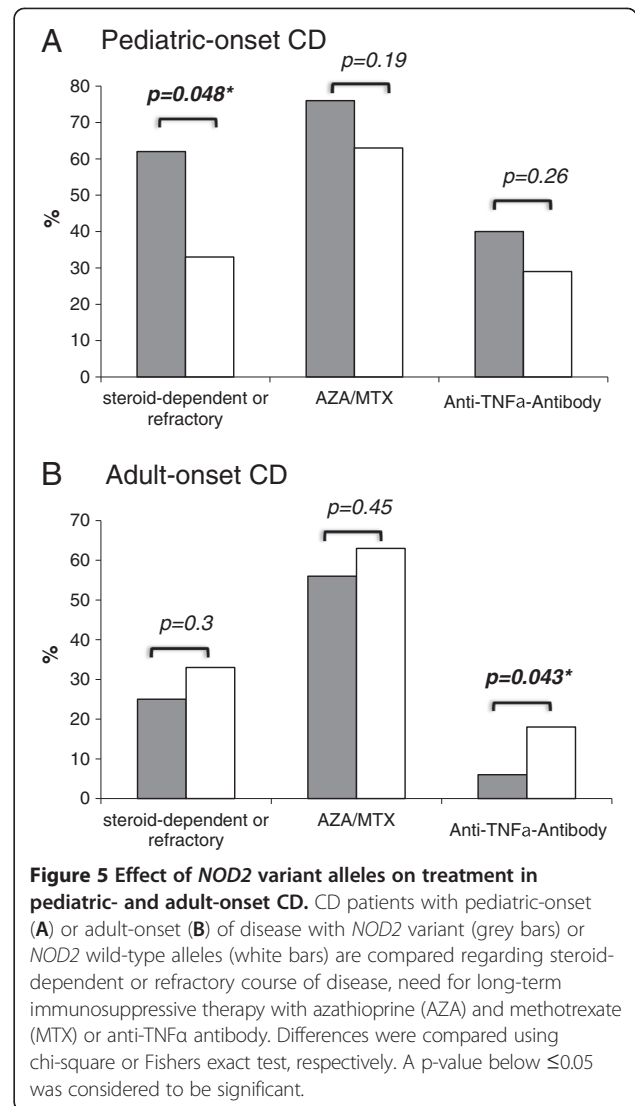 A Pediatric-onset CD
p=0.19
80
p=0.048*
70
p=0.26
60
50
%
40
30
20
10
0
steroid-dependent or
refractory
AZA/MTX
Anti-TNFa-Antibody
B Adult-onset CD
70
p=0.45
60
50
p=0.3
%
40
p=0.043*
30
20
10
0
steroid-dependent or
refractory
AZA/MTX
Anti-TNFa-Antibody
Figure 5 Effect of NOD2 variant alleles on treatment in
pediatric- and adult-onset CD. CD patients with pediatric-onset
(A) or adult-onset (B) of disease with NOD2 variant (grey bars) or
NOD2 wild-type alleles (white bars) are compared regarding steroid-
dependent or refractory course of disease, need for long-term
immunosuppressive therapy with azathioprine (AZA) and methotrexate
(MTX) or anti-TNFα antibody. Differences were compared using
chi-square or Fishers exact test, respectively. A p-value below ≤0.05
was considered to be significant.